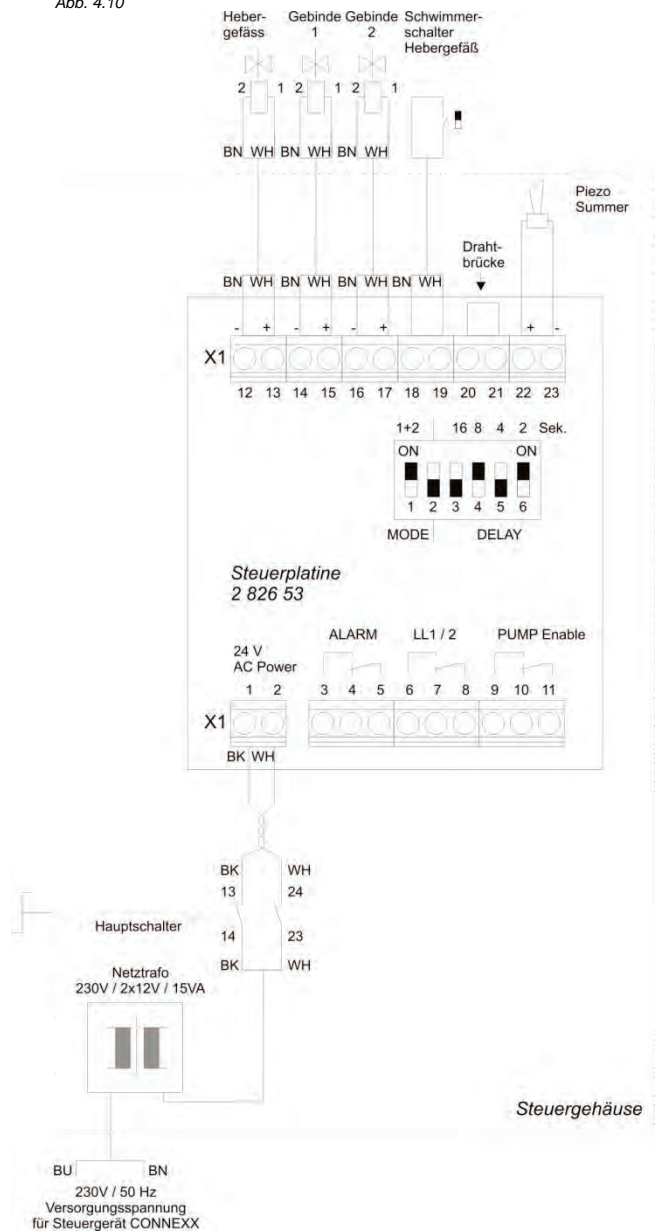 Abb. 4.10
Heber-
gefäss
Gebinde
1
Gebinde
2
Schwimmer-
schalter
Hebergefäß
2 1 2 1 2 1
BN WH BN WH BN WH BN WH
Piezo
Summer
Draht-
brücke
BN WH BN WH BN WH BN WH
- + - + - + + -
X1
12 13 14 15 16 17 18 19 20 21 22 23
1+2 16 8 4 2 Sek.
ON ON
1 2 3 4 5 6
MODE DELAY
Steuerplatine
2 826 53
24 V
AC Power
ALARM LL1 / 2 PUMP Enable
1 2 3 4 5 6 7 8 9 10 11
X1
BK WH
BK WH
13 24
Hauptschalter
14 23
BK WH
Netztrafo
230V / 2x12V / 15VA
Steuergehäuse
BU BN
230V / 50 Hz
Versorgungsspannung
für Steuergerät CONNEXX